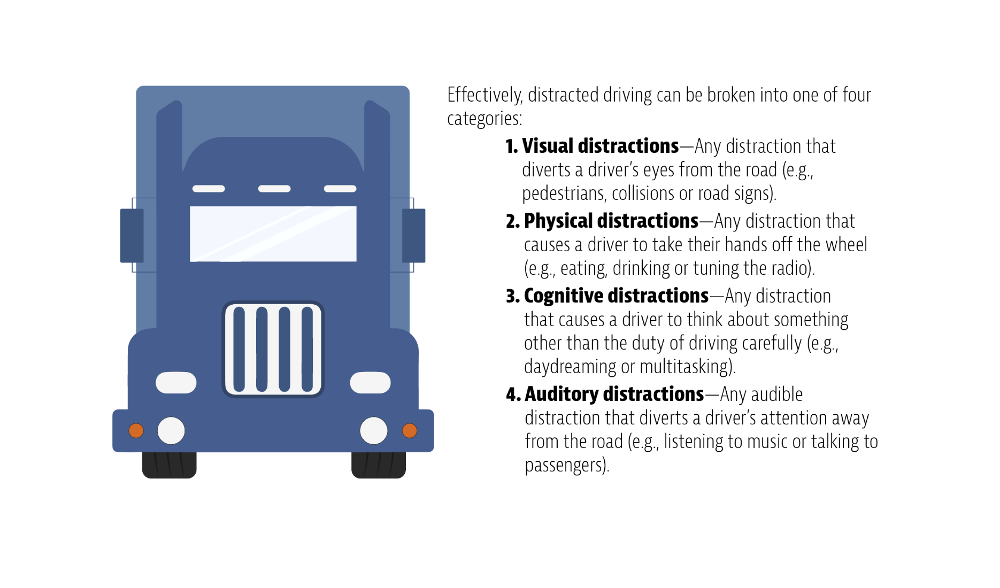 Effectively, distracted driving can be broken into one of four
categories:
1. Visual distractions—Any distraction that
diverts a driver’s eyes from the road (e.g.,
pedestrians, collisions or road signs).
2. Physical distractions—Any distraction that
causes a driver to take their hands off the wheel
(e.g., eating, drinking or tuning the radio).
3. Cognitive distractions—Any distraction
that causes a driver to think about something
other than the duty of driving carefully (e.g.,
daydreaming or multitasking).
4. Auditory distractions—Any audible
distraction that diverts a driver’s attention away
from the road (e.g., listening to music or talking to
passengers).